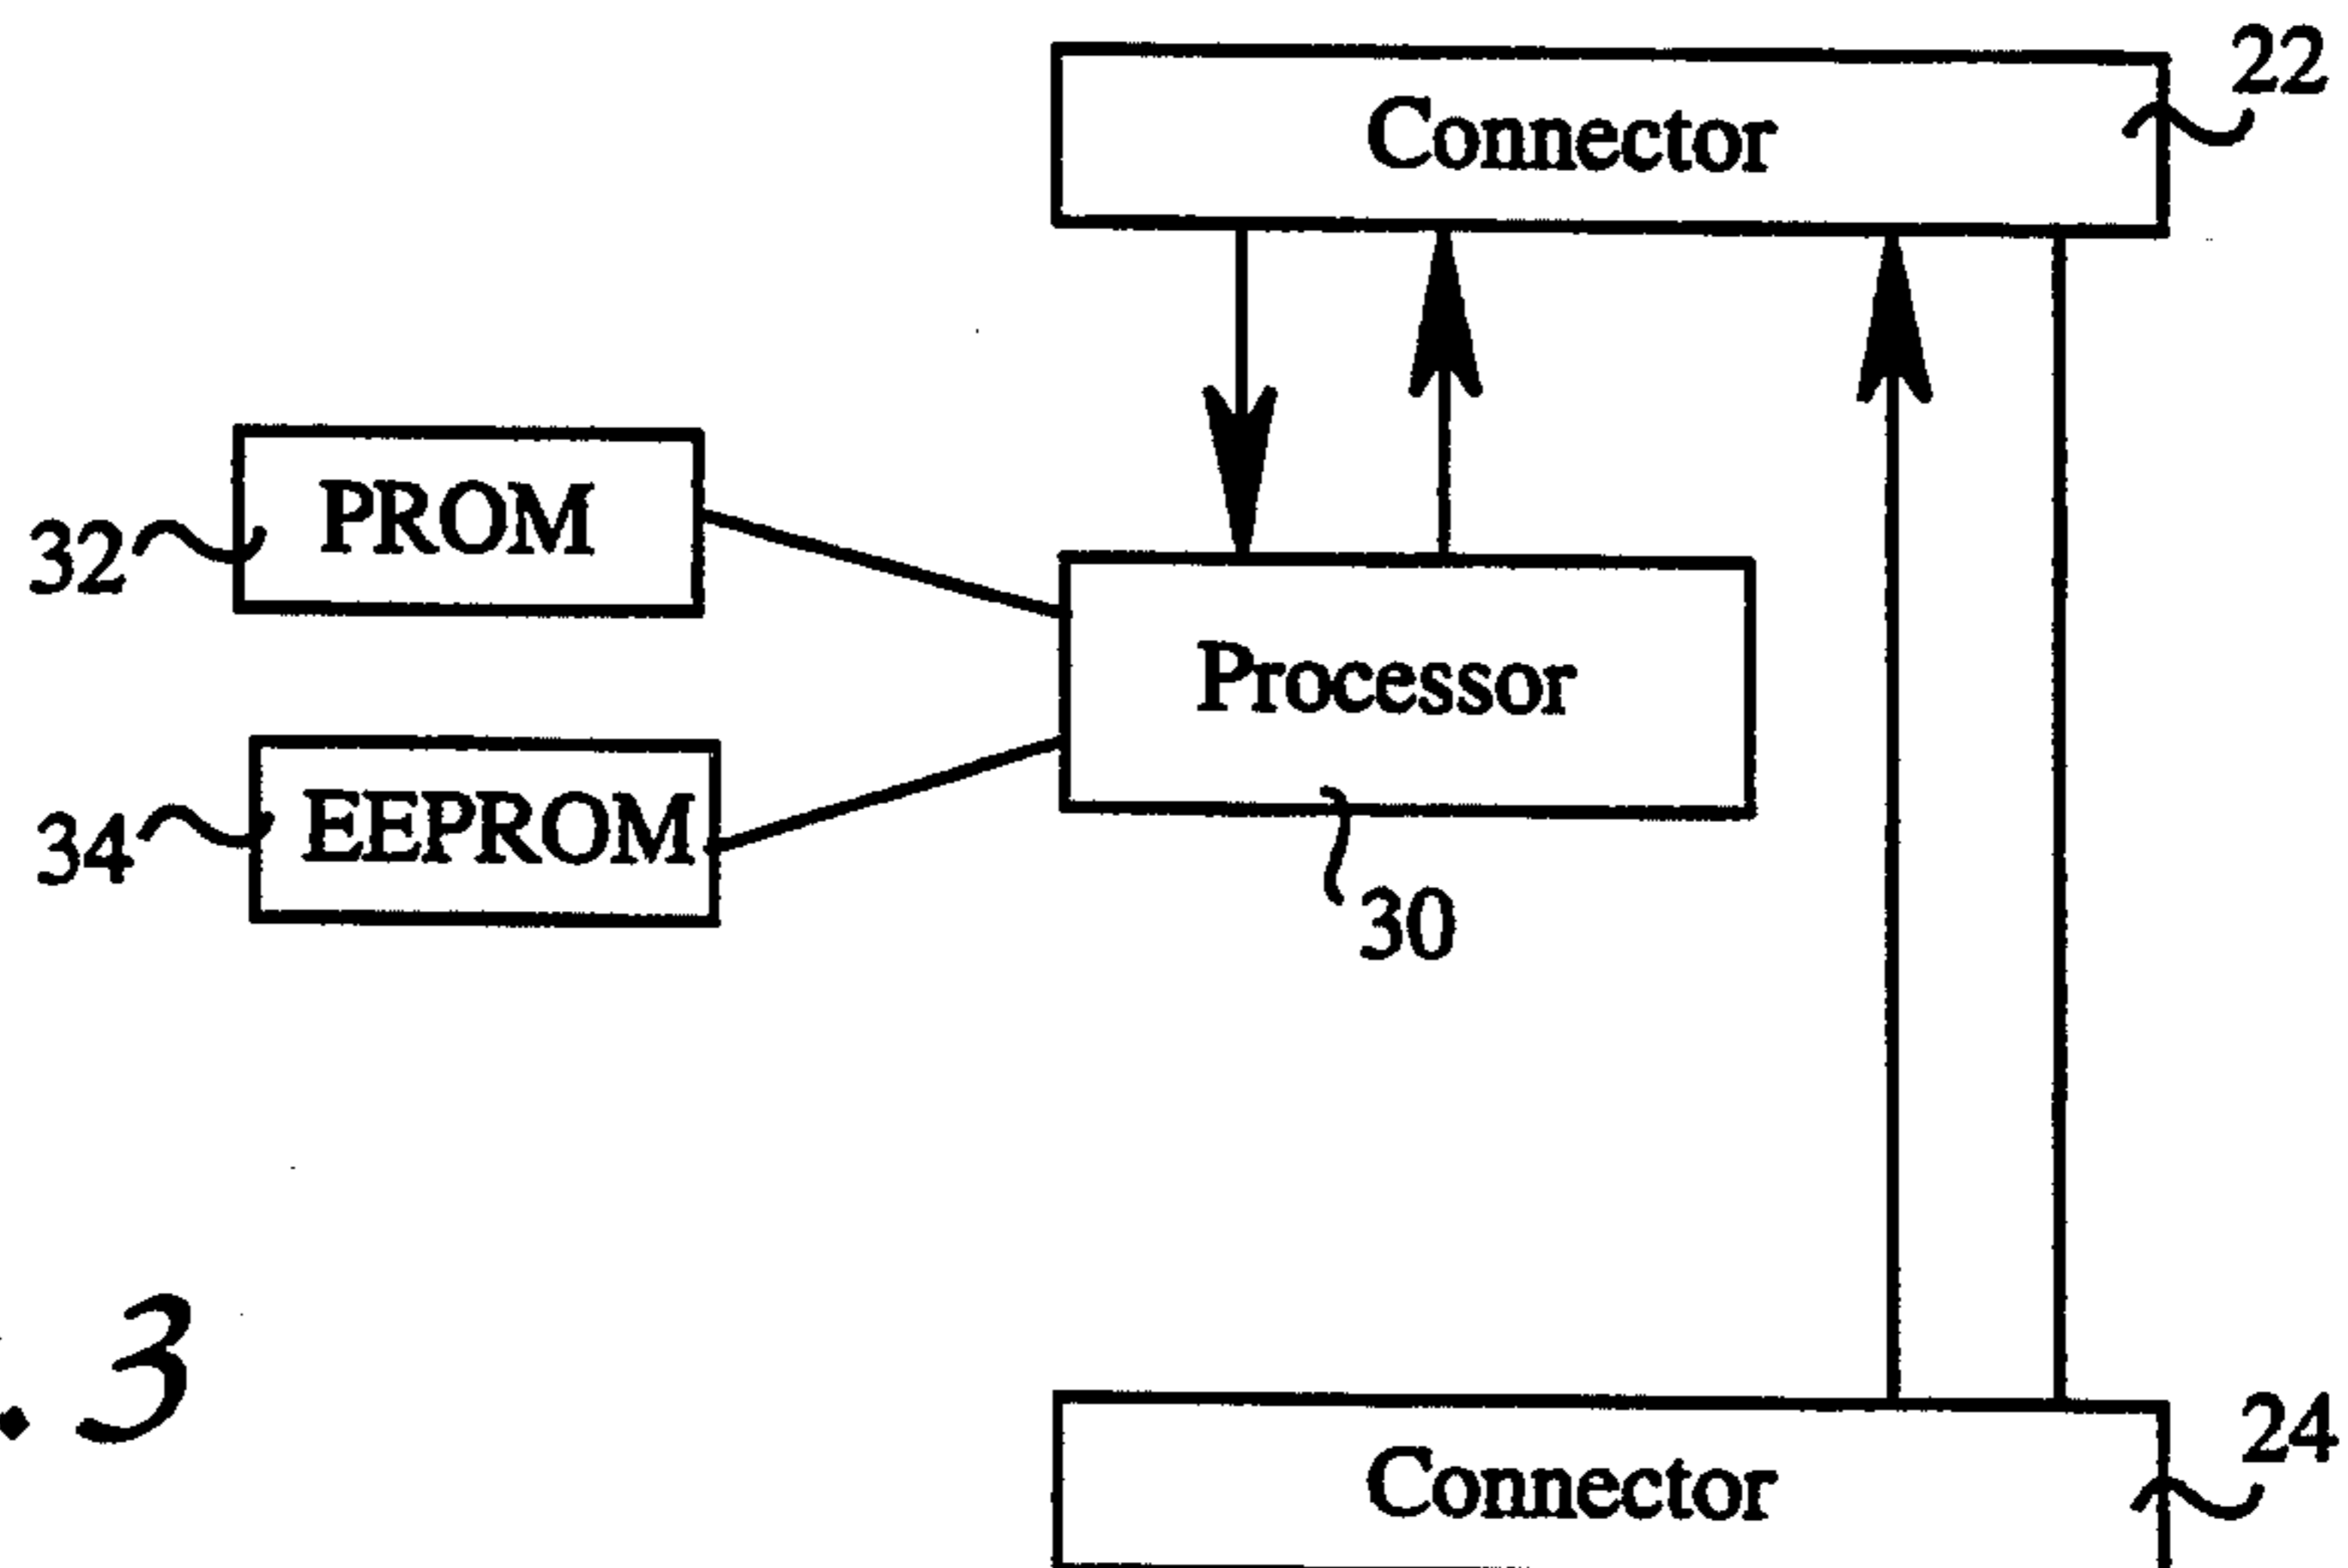 22
Connector
PROM
32
Processor
EEPROM
34
30
. 3
24
Connector